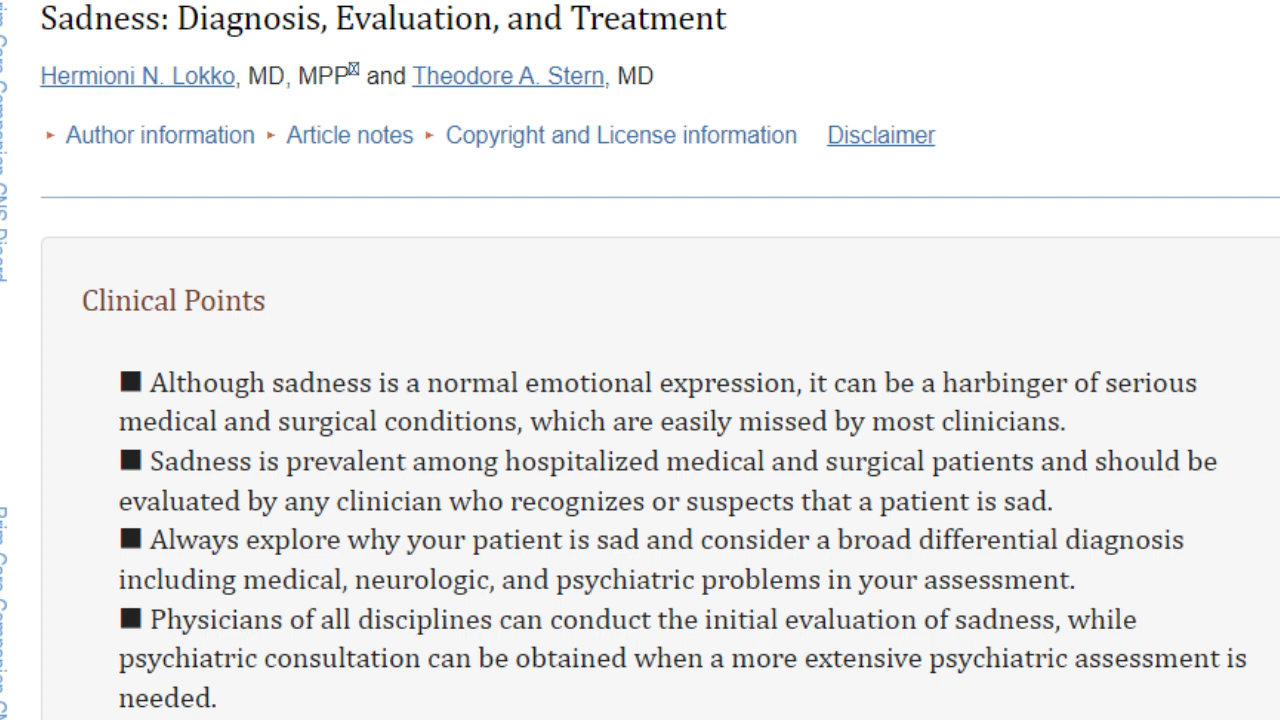 Sadness: Diagnosis, Evaluation, and Treatment
Hermioni N. Lokko, MD, MPP and Theodore A. Stern, MD
▸ Author information ▸ Article notes ▸ Copyright and License information Disclaimer
Clinical Points
■ Although sadness is a normal emotional expression, it can be a harbinger of serious
medical and surgical conditions, which are easily missed by most clinicians.
■ Sadness is prevalent among hospitalized medical and surgical patients and should be
evaluated by any clinician who recognizes or suspects that a patient is sad.
■ Always explore why your patient is sad and consider a broad differential diagnosis
including medical, neurologic, and psychiatric problems in your assessment.
■ Physicians of all disciplines can conduct the initial evaluation of sadness, while
psychiatric consultation can be obtained when a more extensive psychiatric assessment is
needed.